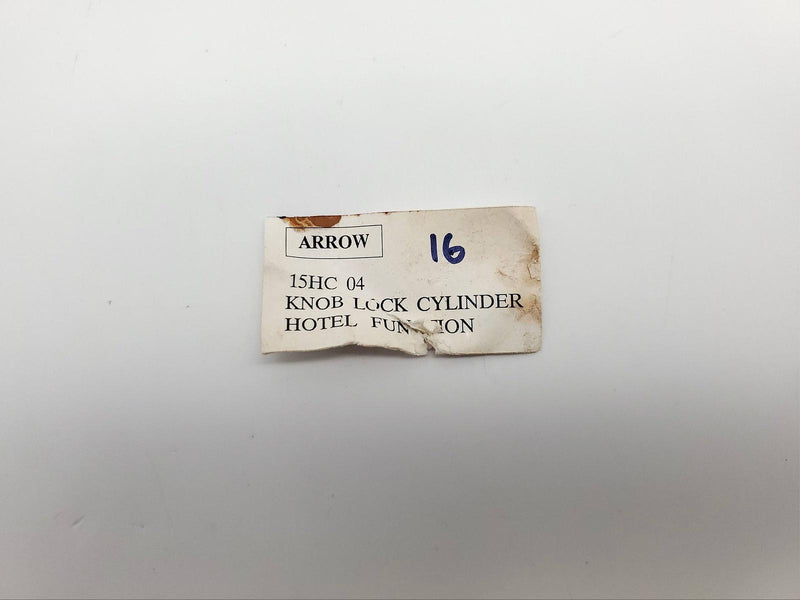 ARROW 16
15HC 04
KNOB LOCK CYLINDER
HOTEL